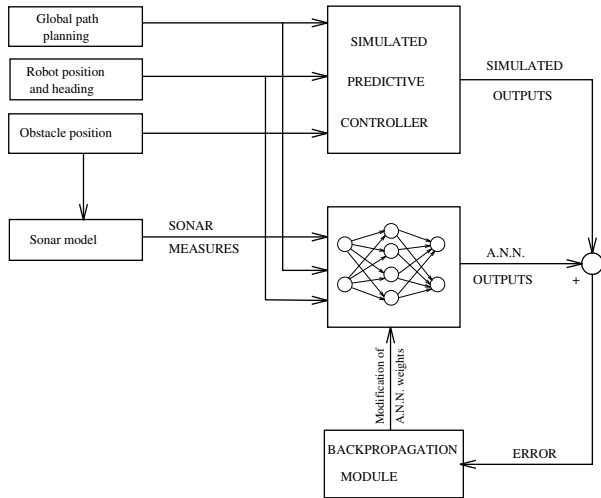 Global path
planning
Robot position
and heading
Obstacle position
Sonar model
SIMULATED
PREDICTIVE
CONTROLLER
SIMULATED
OUTPUTS
SONAR
MEASURES
A.N.N.
OUTPUTS
+
Modification of
A.N.N. weights
BACKPROPAGATION
MODULE
ERROR